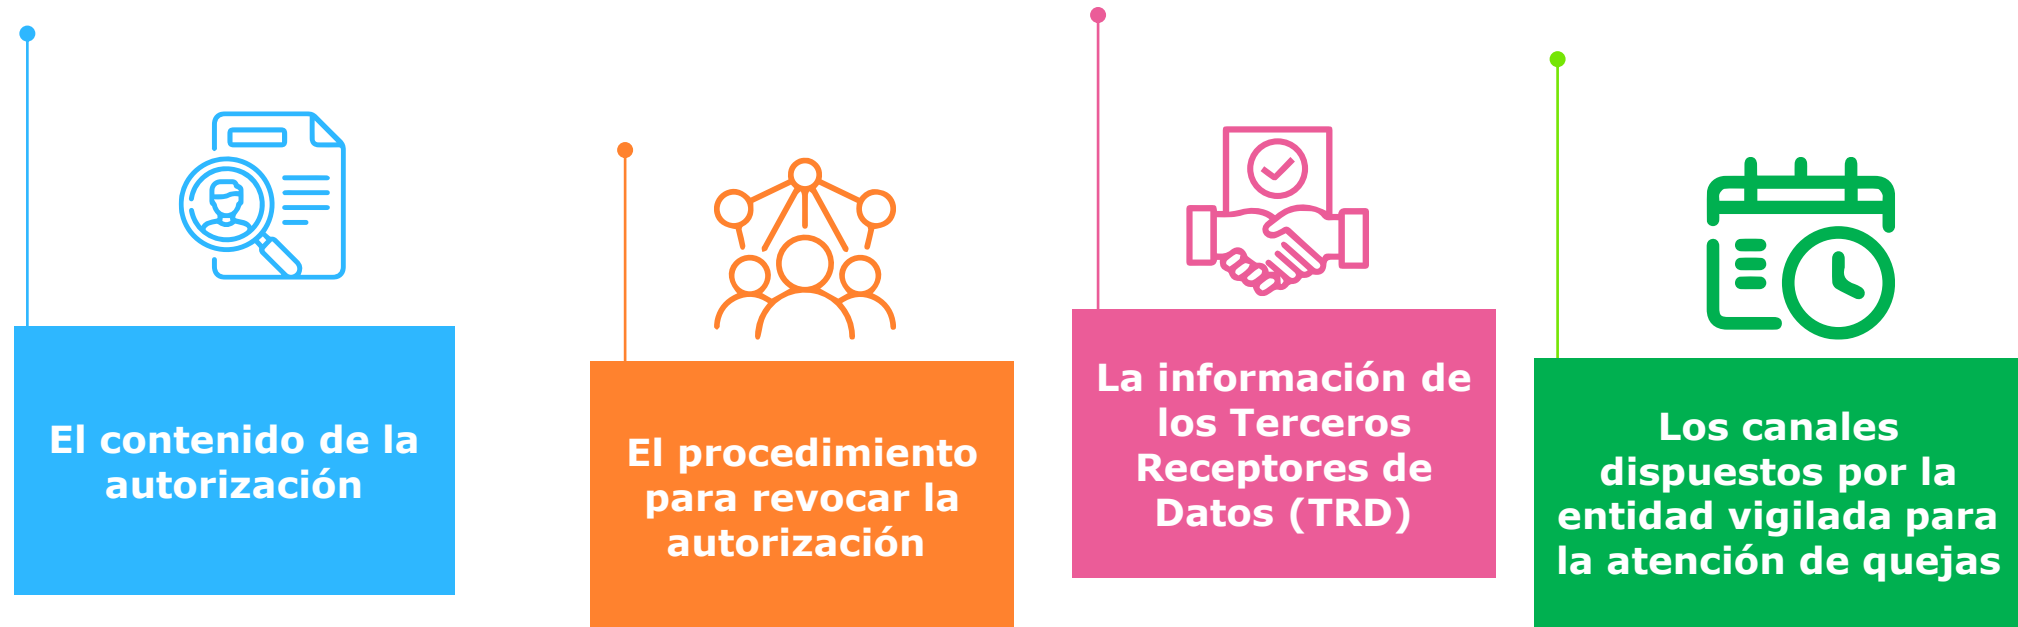 El contenido de la
autorización
El procedimiento
para revocar la
autorización
La información de
los Terceros
Receptores de
Datos (TRD)
Los canales
dispuestos por la
entidad vigilada para
la atención de quejas